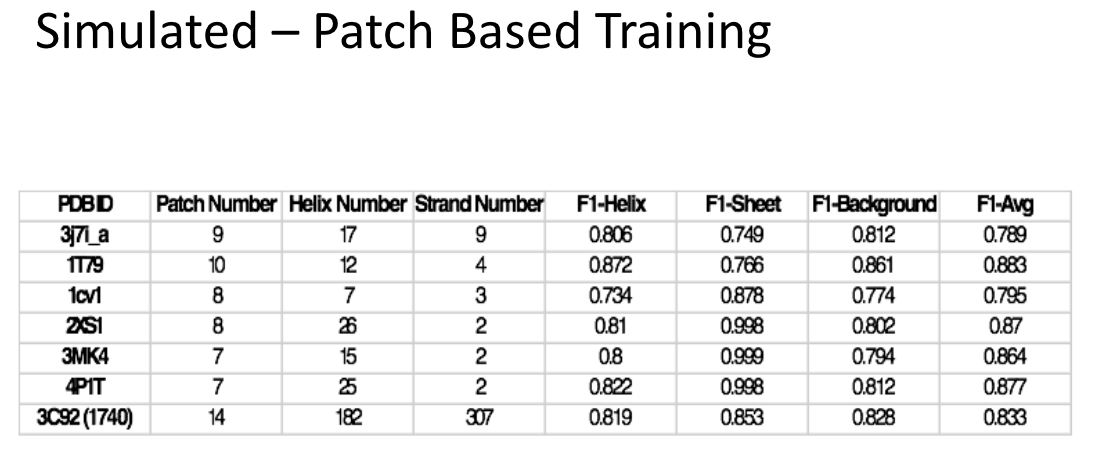 Simulated – Patch Based Training
PDB ID Patch Number Helix Number Strand Number F1-Helix F1-Sheet F1-Background F1-Avg
3j7i_a 9 17 9 0.806 0.749 0.812 0.789
1T79 10 12 4 0.872 0.766 0.861 0.883
1cv1 8 7 3 0.734 0.878 0.774 0.795
2XS1 8 26 2 0.81 0.998 0.802 0.87
3MK4 7 15 2 0.8 0.999 0.794 0.864
4P1T 7 25 2 0.822 0.998 0.812 0.877
3C92 (1740) 14 182 307 0.819 0.853 0.828 0.833